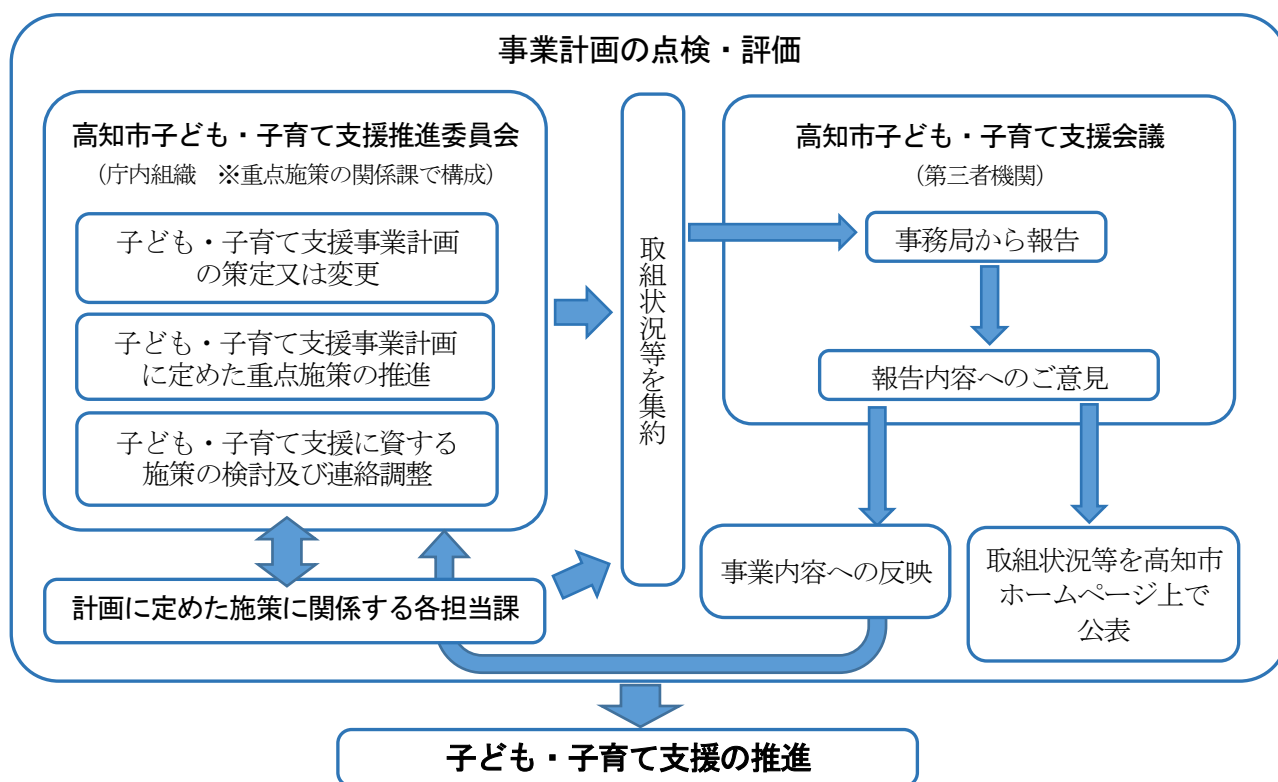 事業計画の点検・評価
高知市子ども・子育て支援推進委員会
（庁内組織　※重点施策の関係課で構成）
子ども・子育て支援事業計画
の策定又は変更
子ども・子育て支援事業計画
に定めた重点施策の推進
子ども・子育て支援に資する
施策の検討及び連絡調整
計画に定めた施策に関係する各担当課
取組状況等を集約
高知市子ども・子育て支援会議
（第三者機関）
事務局から報告
報告内容へのご意見
事業内容への反映
取組状況等を高知市
ホームページ上で
公表
子ども・子育て支援の推進